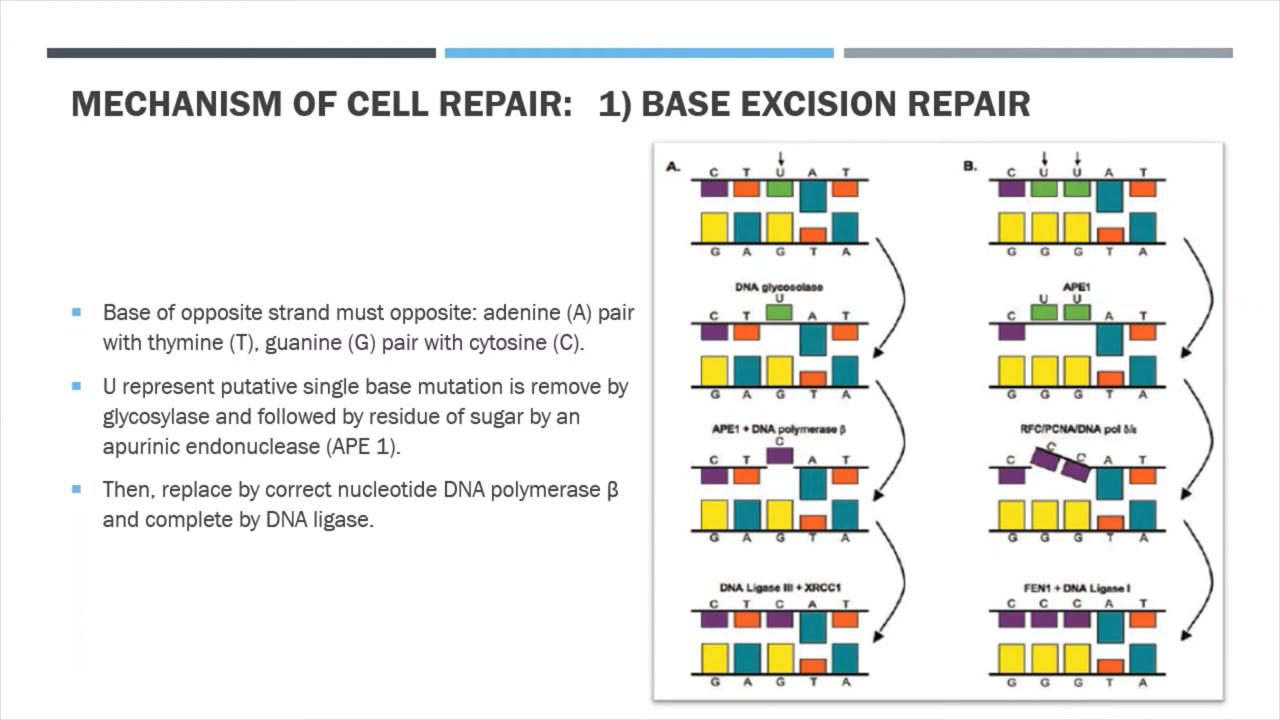 MECHANISM OF CELL REPAIR: 1) BASE EXCISION REPAIR
Base of opposite strand must opposite: adenine (A) pair
with thymine (T), guanine (G) pair with cytosine (C).
U represent putative single base mutation is remove by
glycosylase and followed by residue of sugar by an
apurinic endonuclease (APE 1).
Then, replace by correct nucleotide DNA polymerase β
and complete by DNA ligase.
A.
C T U A T
G A G T A
DNA glycosolase
U
C T A T
G A G T A
APE1 + DNA polymerase β
C
C T A T
G A G T A
DNA Ligase III + XRCC1
C T C A T
G A G T A
B.
C U U A T
G G G T A
APE1
U U
C A T
G G G T A
RFC/PCNA/DNA pol δ/ε
C C
C A T
G G G T A
FEN1 + DNA Ligase I
C C C A T
G G G T A